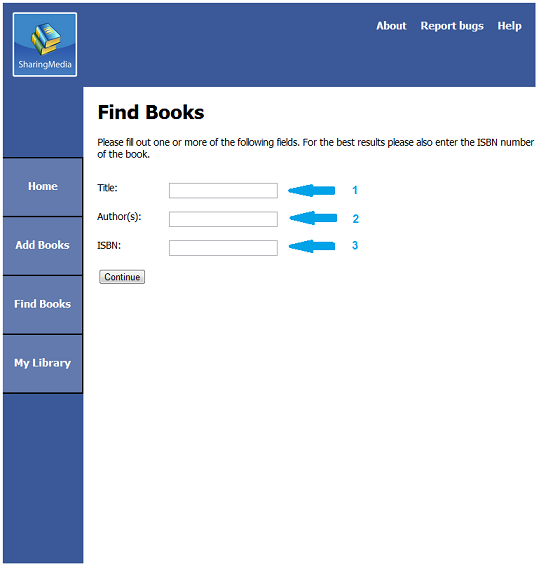 About Report bugs Help
SharingMedia
Find Books
Please fill out one or more of the following fields. For the best results please also enter the ISBN number
of the book.
Title: 1
Author(s): 2
ISBN: 3
Continue
Home
Add Books
Find Books
My Library